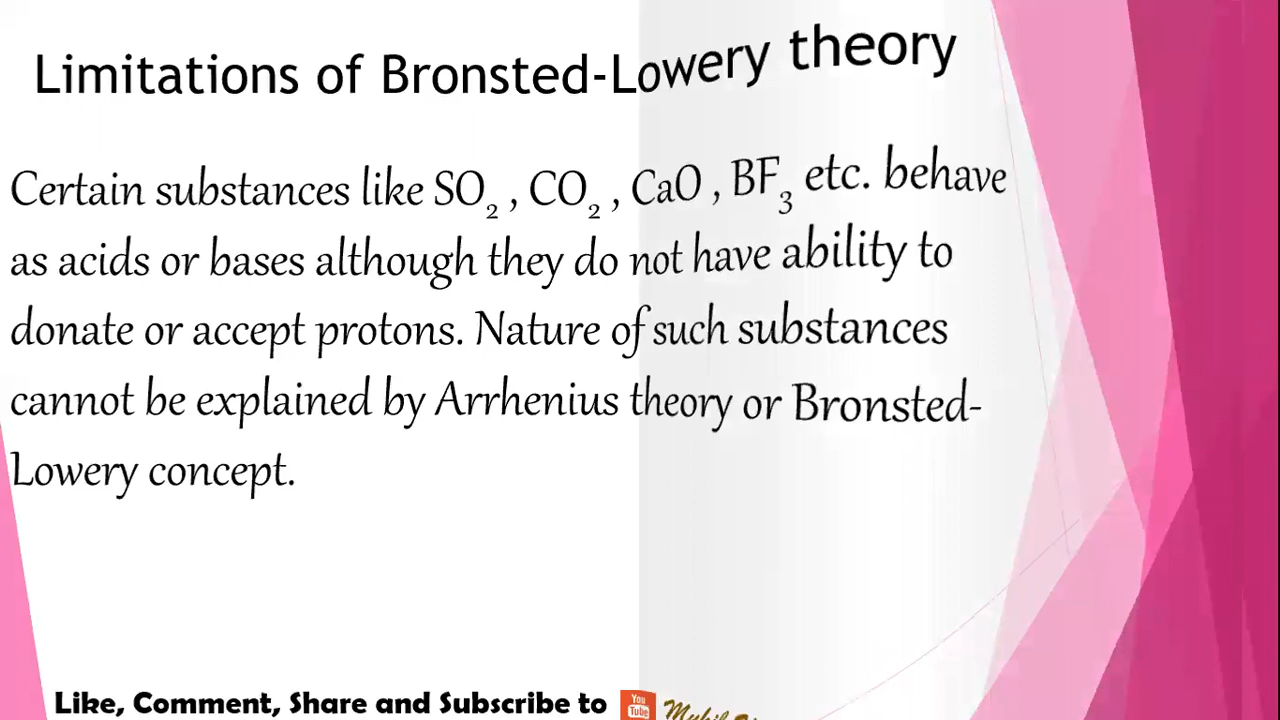 Limitations of Bronsted-Lowery theory
Certain substances like SO₂ , CO₂ , CaO , BF₃ etc. behave
as acids or bases although they do not have ability to
donate or accept protons. Nature of such substances
cannot be explained by Arrhenius theory or Bronsted-
Lowery concept.
Like, Comment, Share and Subscribe to
You
Tube